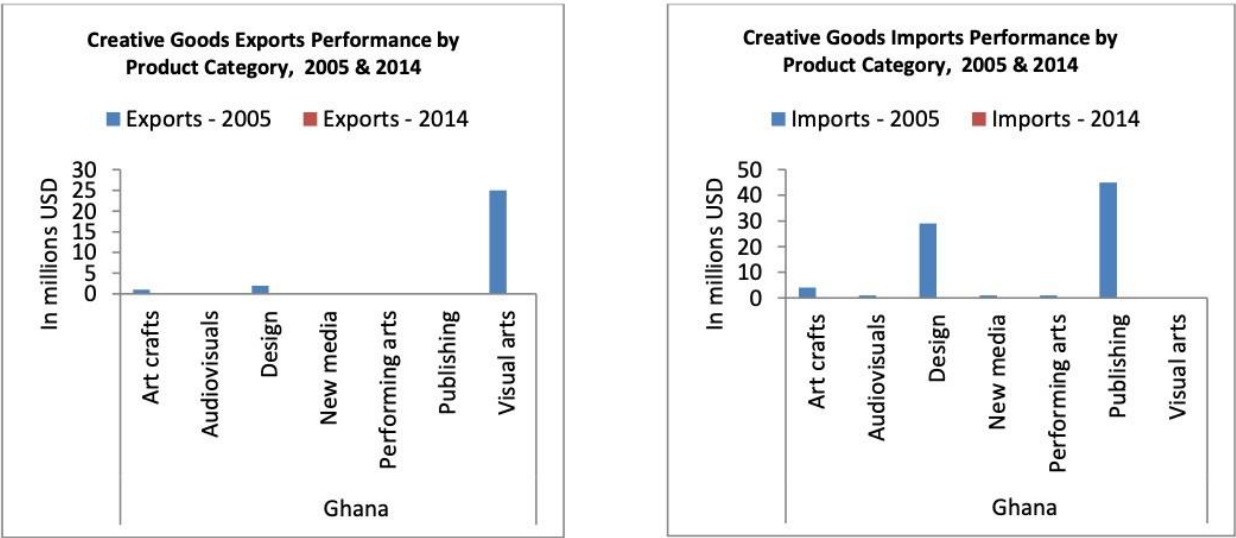 Creative Goods Exports Performance by
Product Category, 2005 & 2014
Exports - 2005 Exports - 2014
In millions USD
30
25
20
15
10
5
0
Art crafts
Audiovisuals
Design
New media
Performing arts
Publishing
Visual arts
Ghana
Creative Goods Imports Performance by
Product Category, 2005 & 2014
Imports - 2005 Imports - 2014
In millions USD
50
40
30
20
10
0
Art crafts
Audiovisuals
Design
New media
Performing arts
Publishing
Visual arts
Ghana